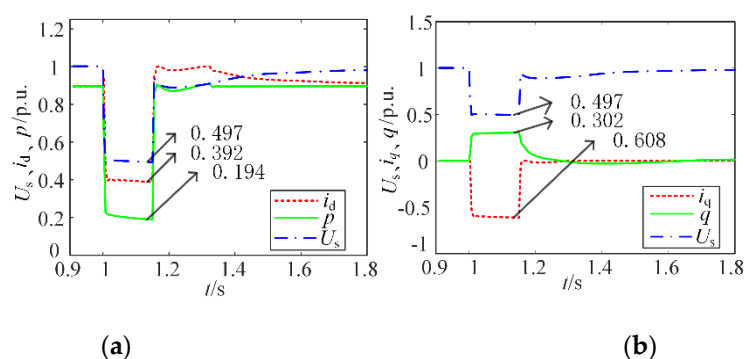 U_s、i_d、p/p.u.
1
0.8
0.6
0.4
0.2
0
0.497
0.392
0.194
i_d
p
U_s
0.9 1 1.2 1.4 1.6 1.8
t/s
(a)
U_s、i_q、q/p.u.
1.5
1
0.5
0
-0.5
-1
0.497
0.302
0.608
i_q
q
U_s
0.9 1 1.2 1.4 1.6 1.8
t/s
(b)